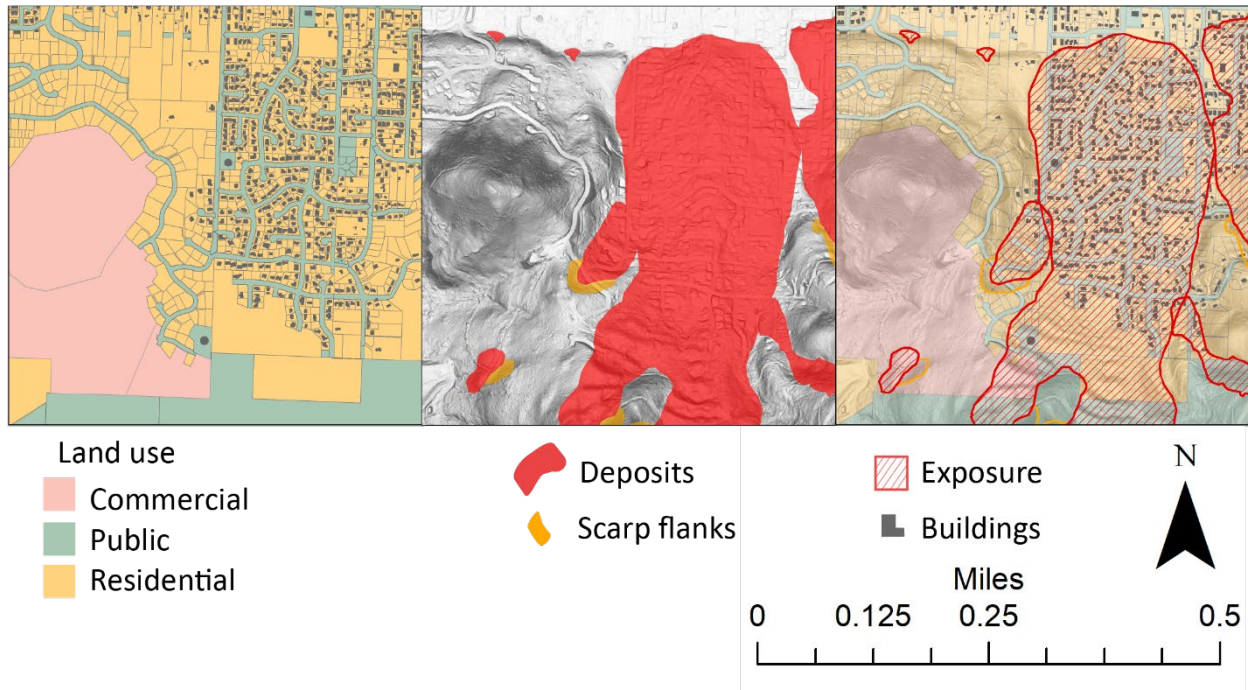 Land use
Commercial
Public
Residential
Deposits
Scarp flanks
Exposure
Buildings
N
Miles
0 0.125 0.25 0.5